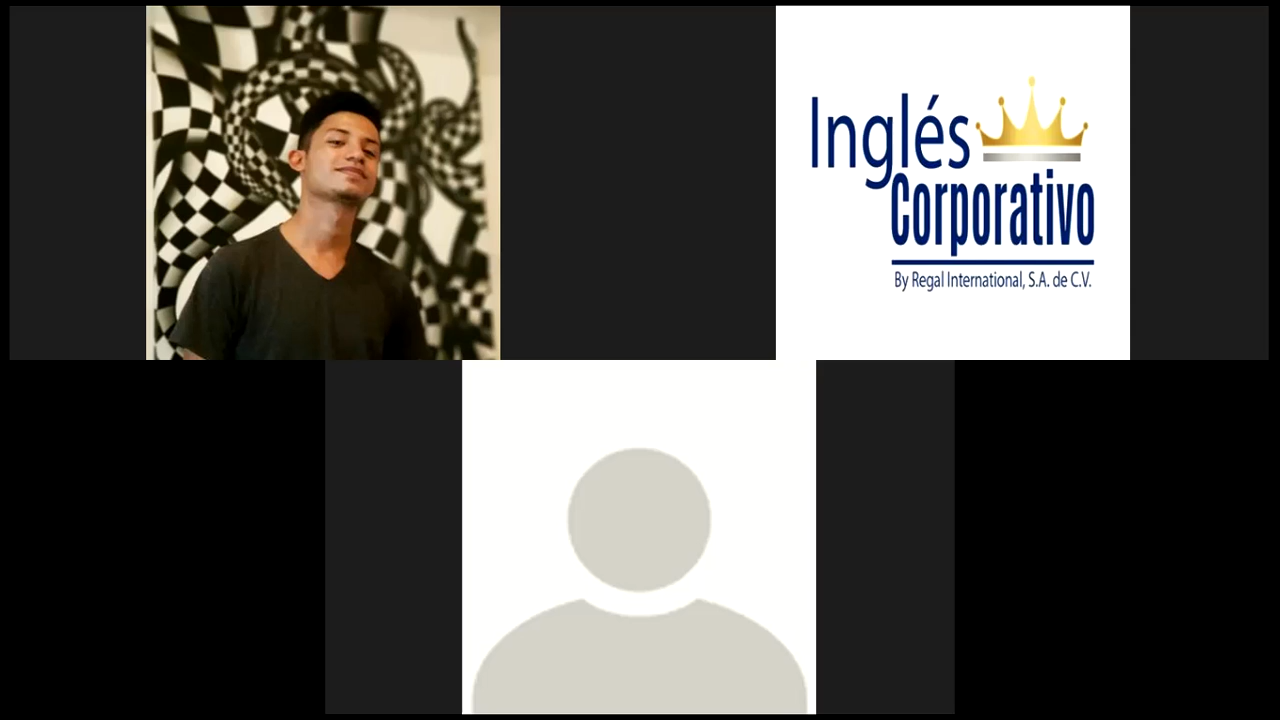 Inglés
Corporativo
By Regal International, S.A. de C.V.